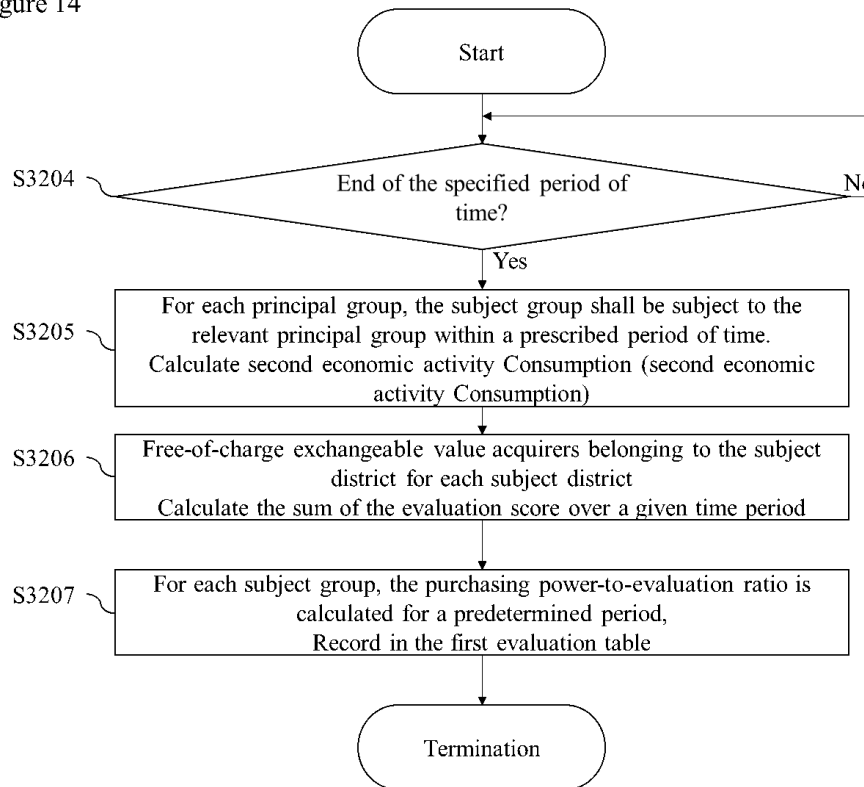 gure 14
Start
S3204
End of the specified period of
time?
No
Yes
S3205
For each principal group, the subject group shall be subject to the
relevant principal group within a prescribed period of time.
Calculate second economic activity Consumption (second economic
activity Consumption)
S3206
Free-of-charge exchangeable value acquirers belonging to the subject
district for each subject district
Calculate the sum of the evaluation score over a given time period
S3207
For each subject group, the purchasing power-to-evaluation ratio is
calculated for a predetermined period,
Record in the first evaluation table
Termination